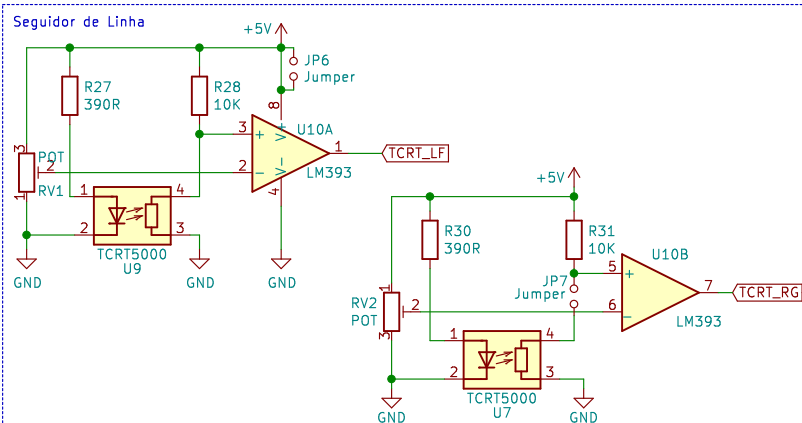 Seguidor de Linha
+5V
JP6
Jumper
R27
390R
R28
10K
8
U10A
3
+
V+
1
TCRT_LF
3
POT
2
2
−
V-
LM393
1
RV1
1
4
4
2
3
TCRT5000
U9
GND
GND
GND
+5V
R30
390R
R31
10K
U10B
JP7
Jumper
5
+
1
7
TCRT_RG
RV2
POT
2
6
−
LM393
3
1
4
2
3
TCRT5000
U7
GND
GND